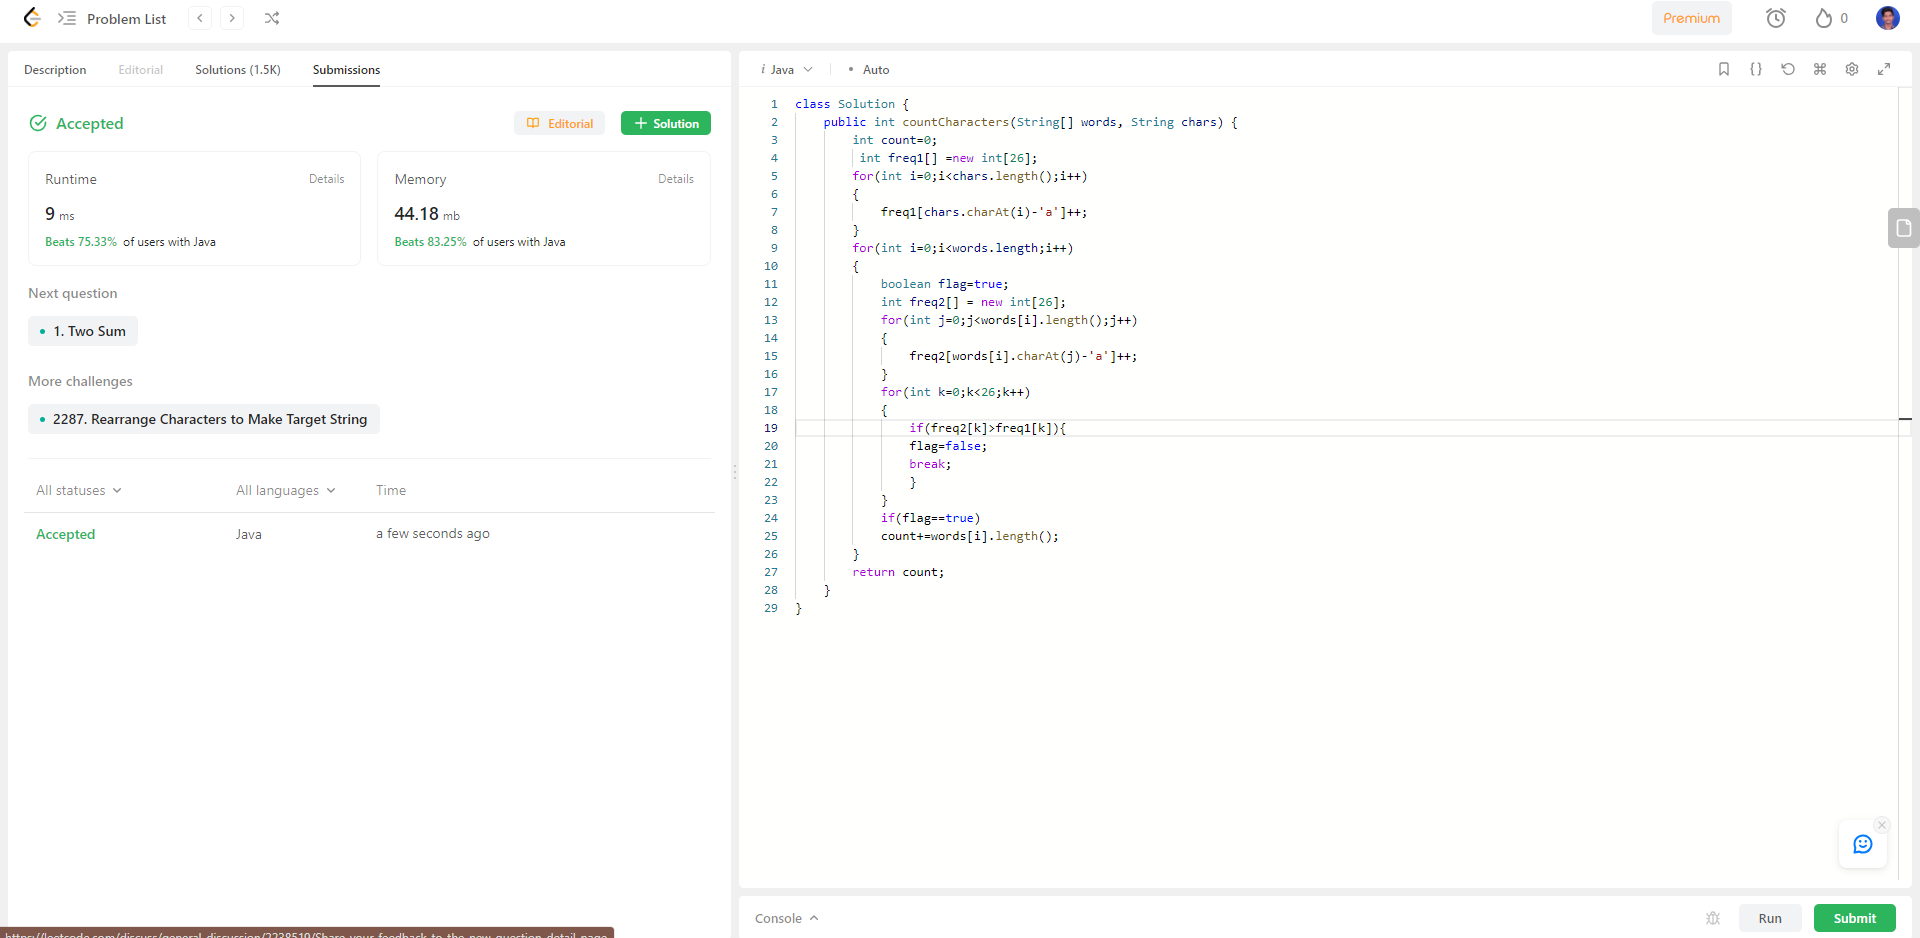 Problem List
Premium
0
Description Editorial Solutions (1.5K) Submissions
Accepted
Editorial
Solution
Runtime Details
9 ms
Beats 75.33% of users with Java
Memory Details
44.18 mb
Beats 83.25% of users with Java
Next question
1. Two Sum
More challenges
2287. Rearrange Characters to Make Target String
All statuses All languages Time
Accepted Java a few seconds ago
https://leetcode.com/discuss/general-discussion/2238519/Share-your-feedback-to-the-new-question-detail-page
i Java • Auto
1 class Solution {
2 public int countCharacters(String[] words, String chars) {
3 int count=0;
4 int freq1[] =new int[26];
5 for(int i=0;i<chars.length();i++)
6 {
7 freq1[chars.charAt(i)-'a']++;
8 }
9 for(int i=0;i<words.length;i++)
10 {
11 boolean flag=true;
12 int freq2[] = new int[26];
13 for(int j=0;j<words[i].length();j++)
14 {
15 freq2[words[i].charAt(j)-'a']++;
16 }
17 for(int k=0;k<26;k++)
18 {
19 if(freq2[k]>freq1[k]){
20 flag=false;
21 break;
22 }
23 }
24 if(flag==true)
25 count+=words[i].length();
26 }
27 return count;
28 }
29 }
Console
Run
Submit